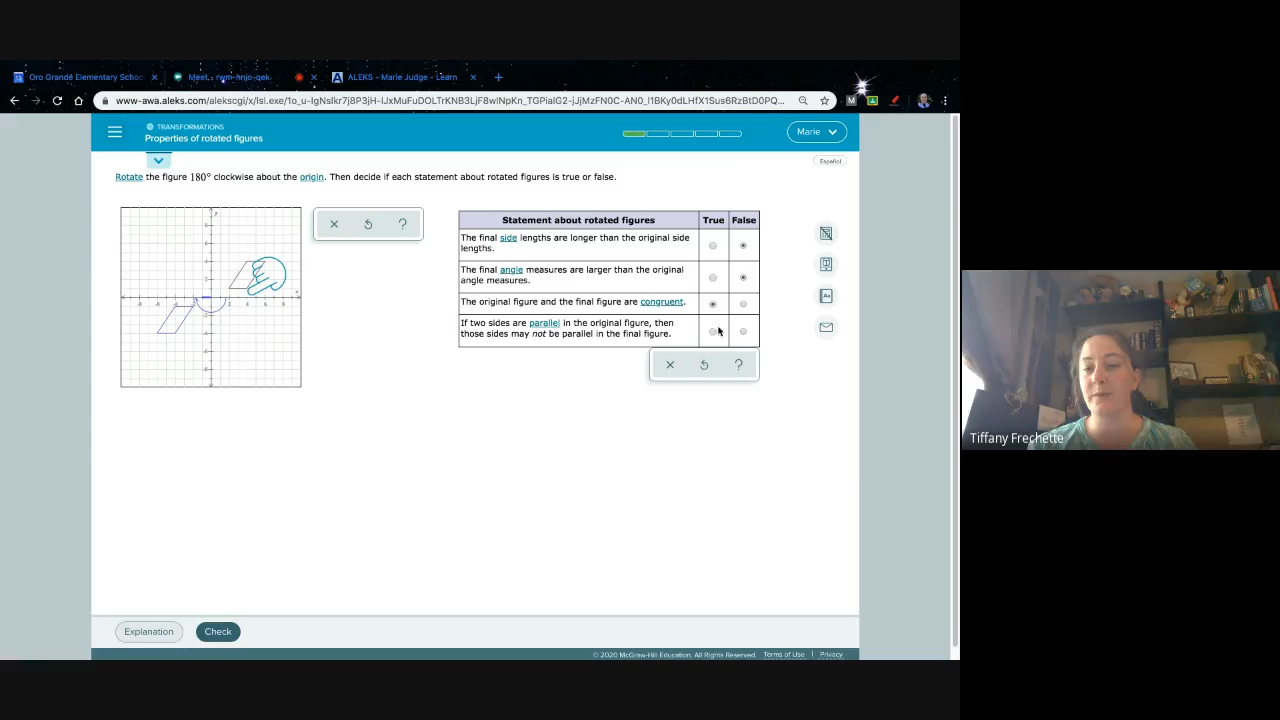 Oro Grande Elementary Schoo
Meet - rwm-hnjc-qek
ALEKS - Marie Judge - Learn
TRANSFORMATIONS
Properties of rotated figures
Marie
Español
Rotate the figure 180° clockwise about the origin. Then decide if each statement about rotated figures is true or false.
Statement about rotated figures True False
The final side lengths are longer than the original side
lengths.
The final angle measures are larger than the original
angle measures.
The original figure and the final figure are congruent.
If two sides are parallel in the original figure, then
those sides may not be parallel in the final figure.
Tiffany Frechette
Explanation
Check
© 2020 McGraw-Hill Education. All Rights Reserved. Terms of Use Privacy